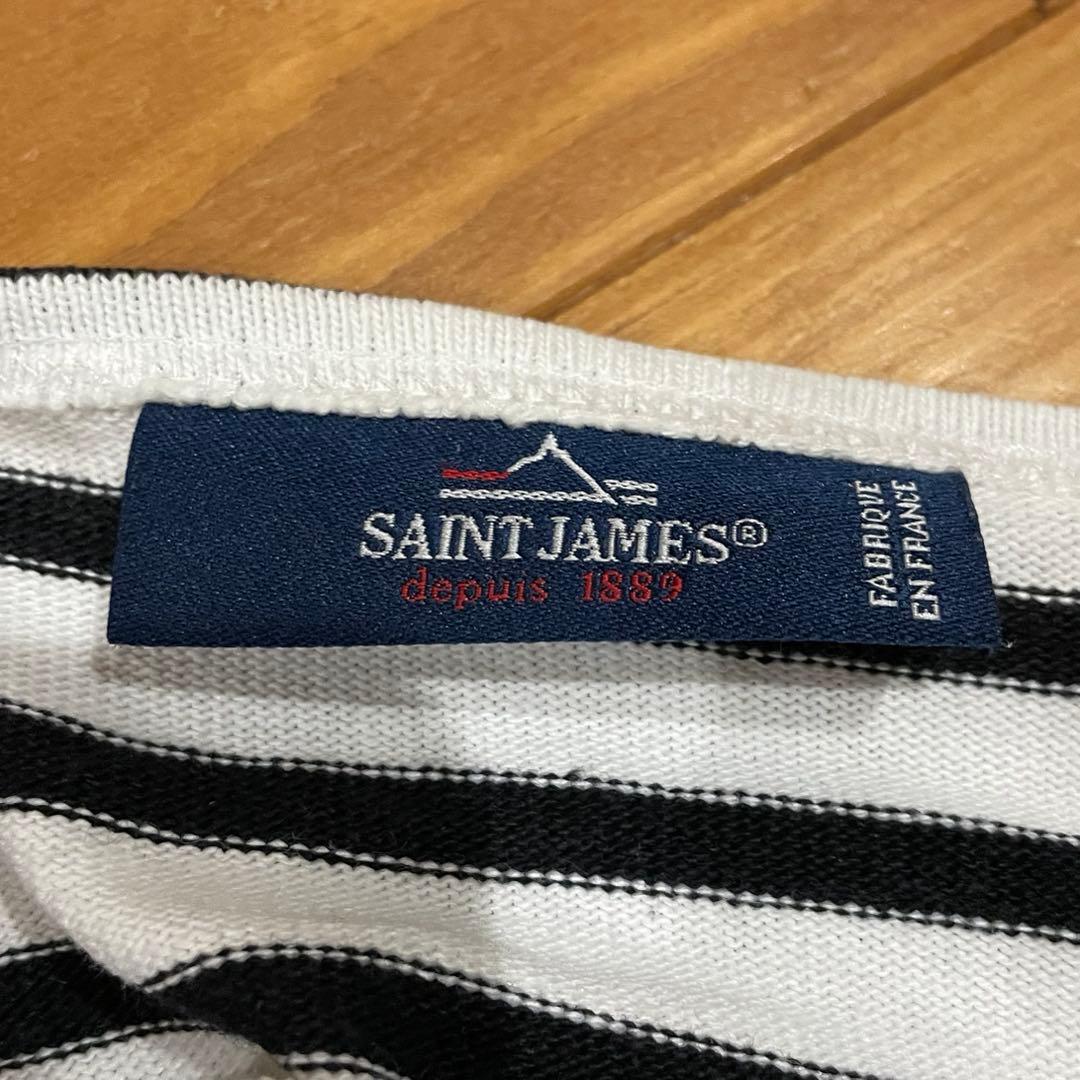 SAINT JAMES®
depuis 1889
FABRIQUE
EN FRANCE